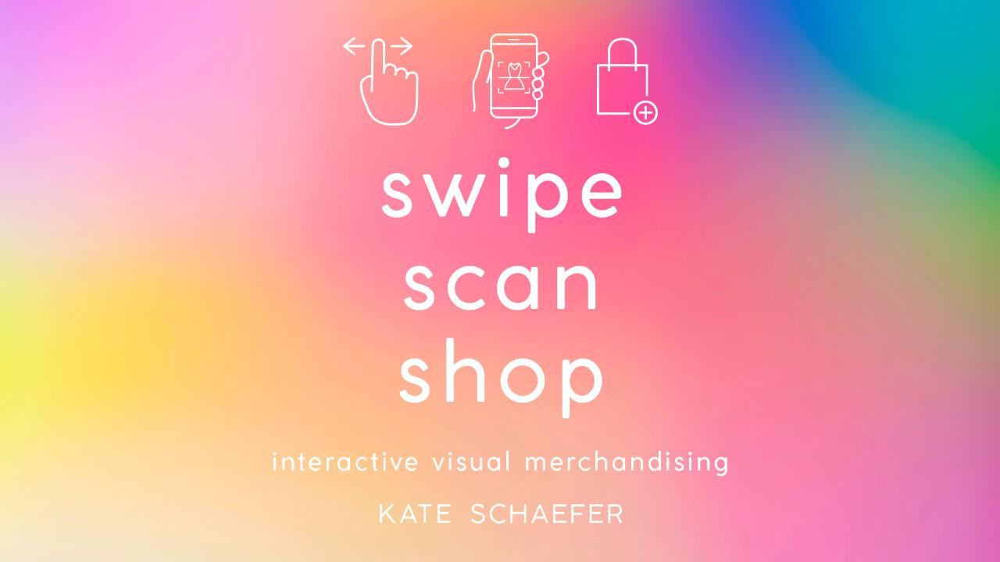 swipe
scan
shop
interactive visual merchandising
KATE SCHAEFER